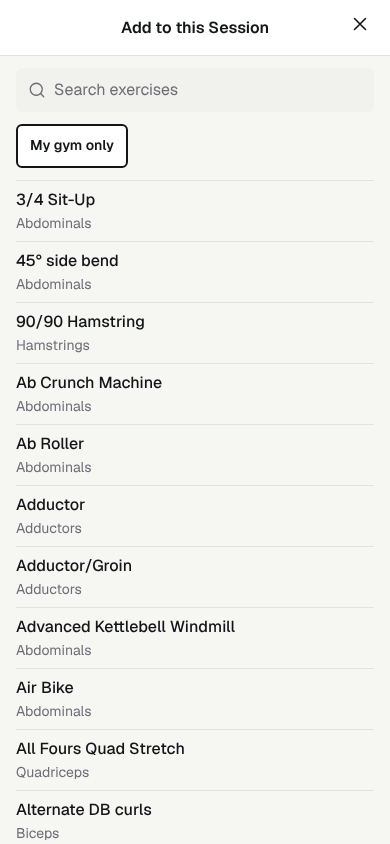 Add to this Session
Search exercises
My gym only
3/4 Sit-Up
Abdominals
45° side bend
Abdominals
90/90 Hamstring
Hamstrings
Ab Crunch Machine
Abdominals
Ab Roller
Abdominals
Adductor
Adductors
Adductor/Groin
Adductors
Advanced Kettlebell Windmill
Abdominals
Air Bike
Abdominals
All Fours Quad Stretch
Quadriceps
Alternate DB curls
Biceps